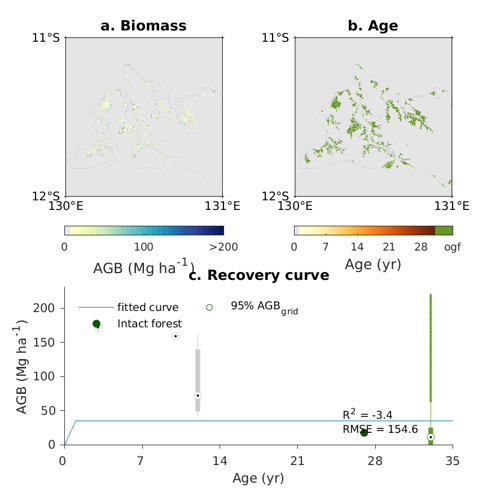 a. Biomass
b. Age
11°S
12°S
130°E
131°E
11°S
12°S
130°E
131°E
0
100
>200
AGB (Mg ha-1)
0
7
14
21
28
ogf
Age (yr)
c. Recovery curve
AGB (Mg ha-1)
200
150
100
50
0
fitted curve
95% AGBgrid
Intact forest
R2 = -3.4
RMSE = 154.6
0
7
14
21
28
35
Age (yr)